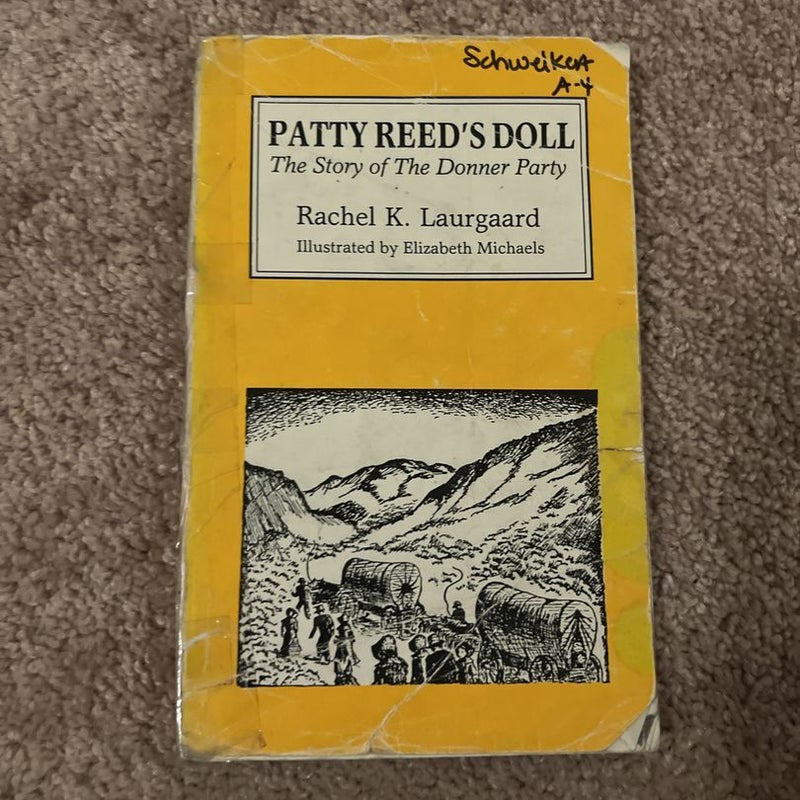 Schweikert
A-4
PATTY REED'S DOLL
The Story of The Donner Party
Rachel K. Laurgaard
Illustrated by Elizabeth Michaels